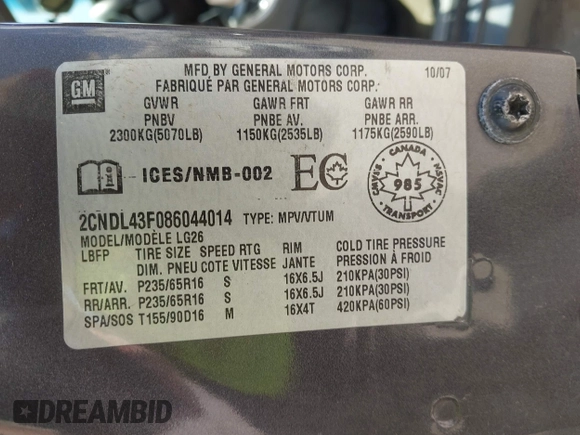 MFD BY GENERAL MOTORS CORP. 10/07
FABRIQUÉ PAR GENERAL MOTORS CORP.
GM
GVWR GAWR FRT GAWR RR
PNBV PNBE AV. PNBE ARR.
2300KG(5070LB) 1150KG(2535LB) 1175KG(2590LB)
ICES/NMB-002 EC
CANADA
CMVSS 985 NSVAC
TRANSPORT
2CNDL43F086044014 TYPE: MPV/VTUM
MODEL/MODÈLE LG26
LBFP TIRE SIZE SPEED RTG RIM COLD TIRE PRESSURE
DIM. PNEU COTE VITESSE JANTE PRESSION À FROID
FRT/AV. P235/65R16 S 16X6.5J 210KPA(30PSI)
RR/ARR. P235/65R16 S 16X6.5J 210KPA(30PSI)
SPA/SOS T155/90D16 M 16X4T 420KPA(60PSI)
DREAMBID